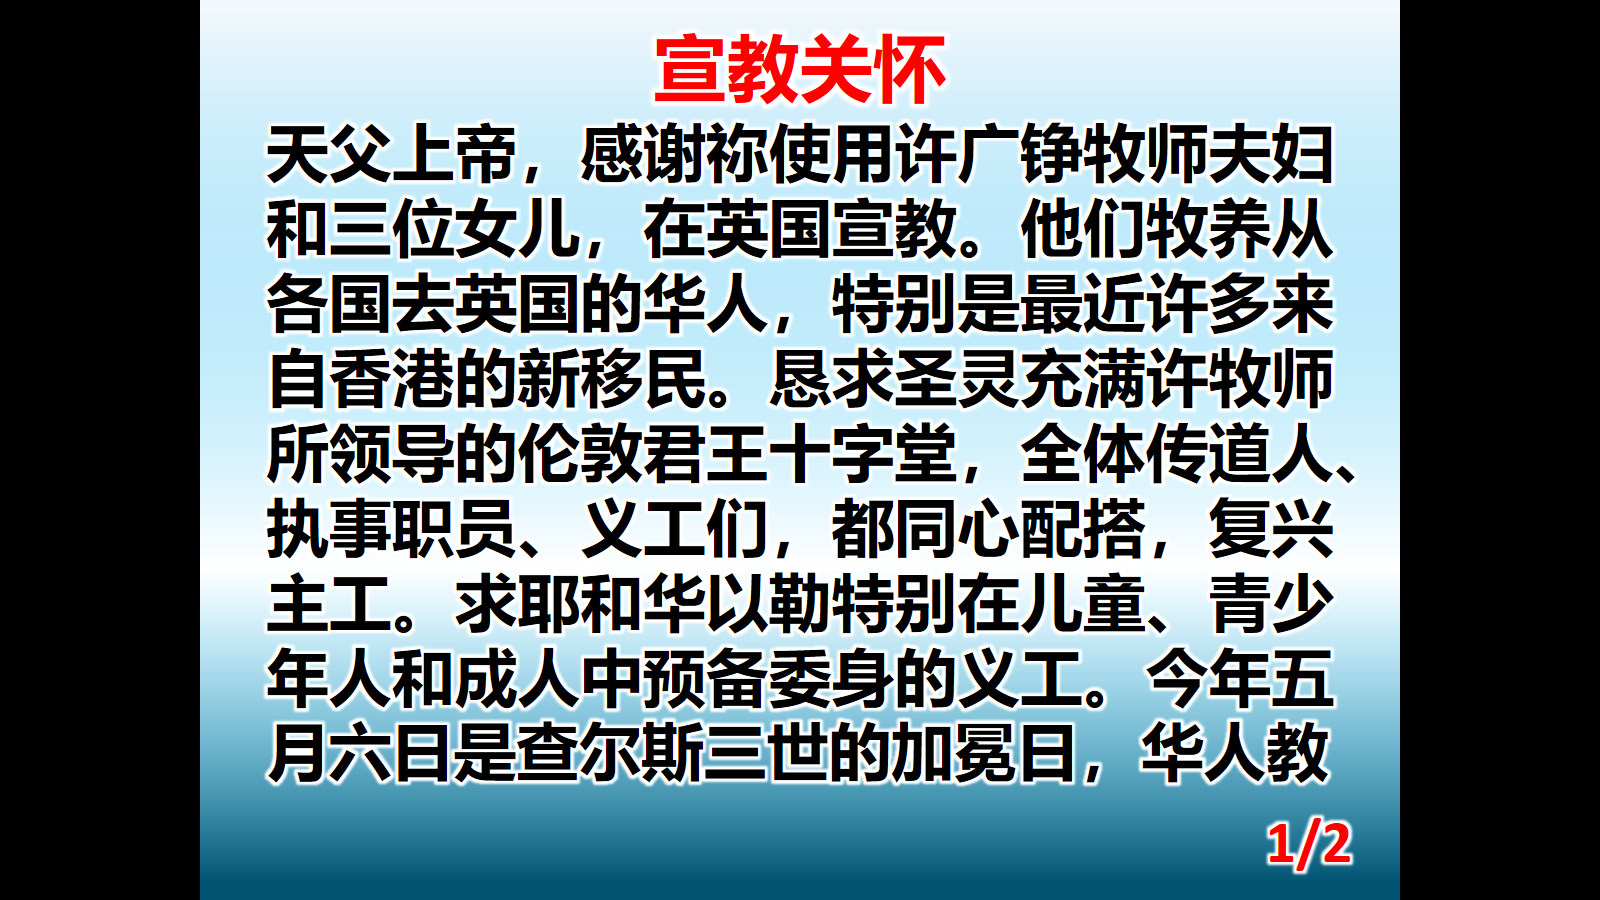 宣教关怀
天父上帝，感谢祢使用许广铮牧师夫妇
和三位女儿，在英国宣教。他们牧养从
各国去英国的华人，特别是最近许多来
自香港的新移民。恳求圣灵充满许牧师
所领导的伦敦君王十字堂，全体传道人、
执事职员、义工们，都同心配搭，复兴
主工。求耶和华以勒特别在儿童、青少
年人和成人中预备委身的义工。今年五
月六日是查尔斯三世的加冕日，华人教
1/2